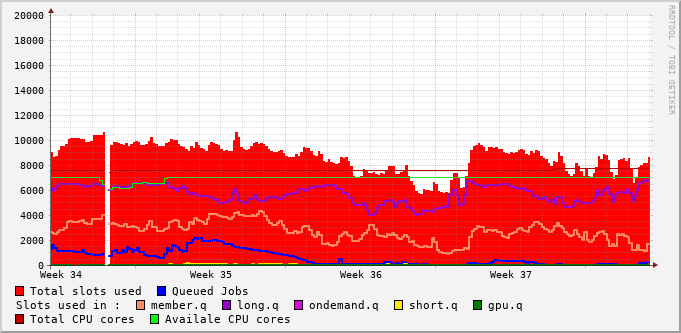 RRDTOOL / TOBI OETIKER
20000
18000
16000
14000
12000
10000
8000
6000
4000
2000
0
Week 34 Week 35 Week 36 Week 37
Total slots used Queued Jobs
Slots used in : member.q long.q ondemand.q short.q gpu.q
Total CPU cores Availale CPU cores